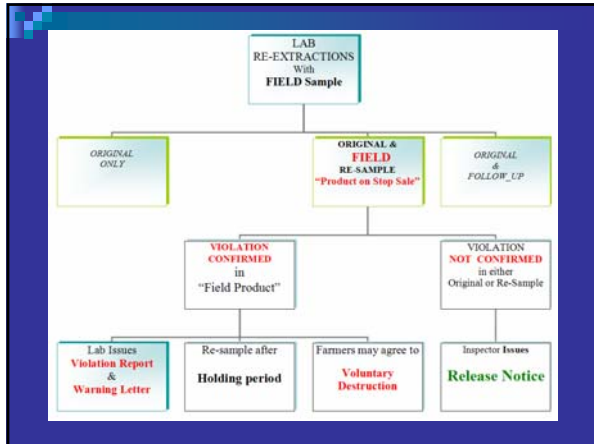 LAB
RE-EXTRACTIONS
With
FIELD Sample
ORIGINAL
ONLY
ORIGINAL &
FIELD
RE-SAMPLE
"Product on Stop Sale"
ORIGINAL
&
FOLLOW_UP
VIOLATION
CONFIRMED
in
"Field Product"
VIOLATION
NOT CONFIRMED
in either
Original or Re-Sample
Lab Issues
Violation Report
&
Warning Letter
Re-sample after
Holding period
Farmers may agree to
Voluntary
Destruction
Inspector Issues
Release Notice